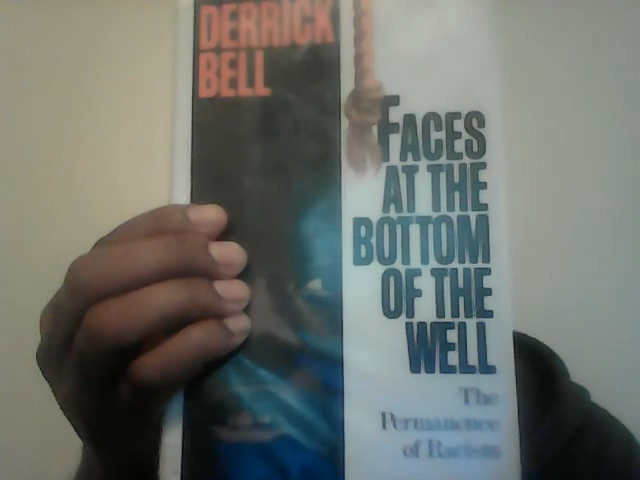 DERRICK
BELL
FACES
AT THE
BOTTOM
OF THE
WELL
The
Permanence
of Racism